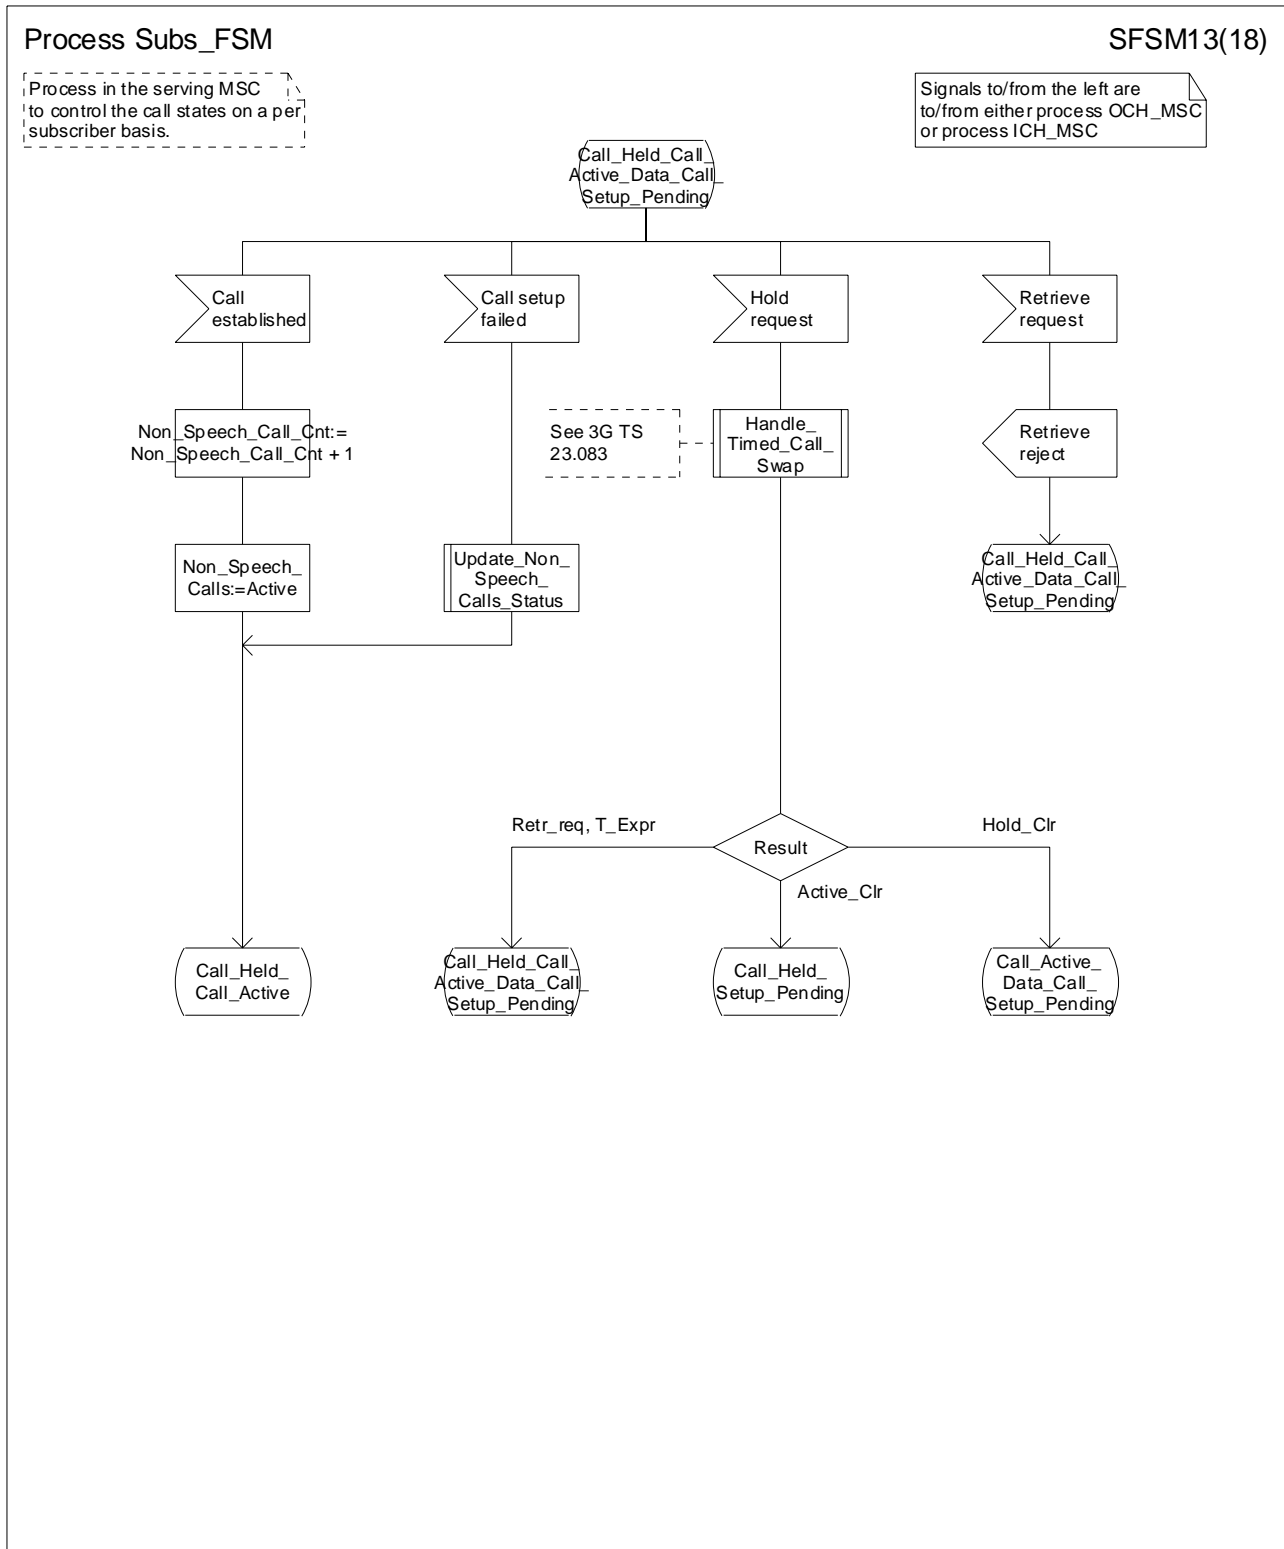 Process Subs_FSM
SFSM13(18)
Process in the serving MSC
to control the call states on a per
subscriber basis.
Signals to/from the left are
to/from either process OCH_MSC
or process ICH_MSC
Call_Held_Call_
Active_Data_Call_
Setup_Pending
Call
established
Call setup
failed
Hold
request
Retrieve
request
Non_Speech_Call_Cnt:=
Non_Speech_Call_Cnt + 1
See 3G TS
23.083
Handle_
Timed_Call_
Swap
Retrieve
reject
Non_Speech_
Calls:=Active
Update_Non_
Speech_
Calls_Status
Call_Held_Call_
Active_Data_Call_
Setup_Pending
Retr_req, T_Expr
Result
Hold_Clr
Active_Clr
Call_Held_
Call_Active
Call_Held_Call_
Active_Data_Call_
Setup_Pending
Call_Held_
Setup_Pending
Call_Active_
Data_Call_
Setup_Pending